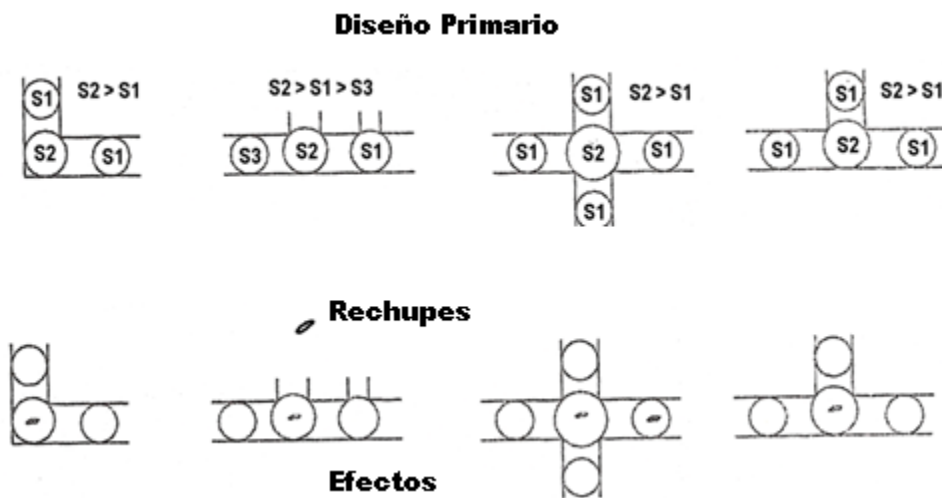 Diseño Primario
S1 S2 > S1
S2 S1
S2 > S1 > S3
S3 S2 S1
S1 S2 > S1
S1 S2 S1
S1
S1 S2 > S1
S1 S2 S1
Rechupes
Efectos